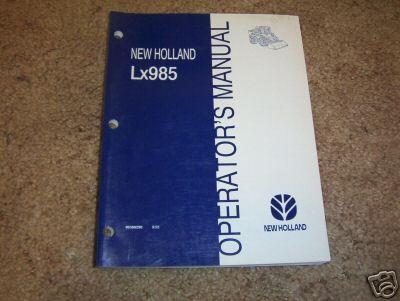 NEW HOLLAND
Lx985
OPERATOR'S MANUAL
NEW HOLLAND